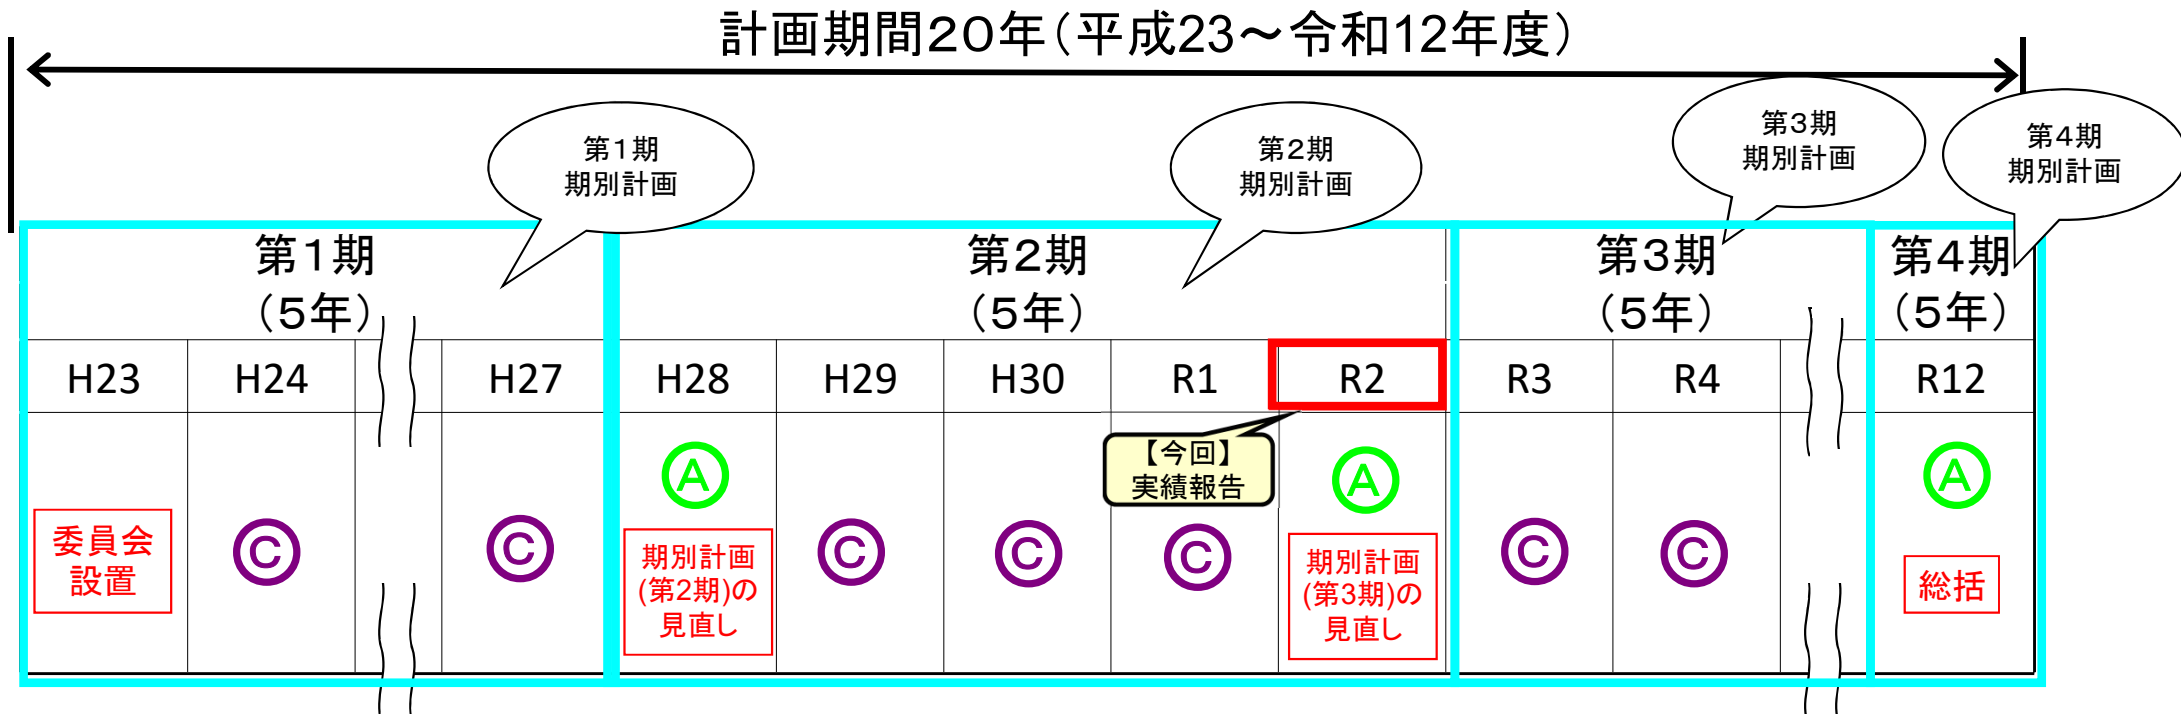 計画期間20年(平成23～令和12年度)
第1期
期別計画
第2期
期別計画
第3期
期別計画
第4期
期別計画
第1期
(5年)
第2期
(5年)
第3期
(5年)
第4期
(5年)
H23
H24
H27
H28
H29
H30
R1
R2
R3
R4
R12
【今回】
実績報告
委員会
設置
C
C
A
期別計画
(第2期)の
見直し
C
C
C
A
期別計画
(第3期)の
見直し
C
C
A
総括